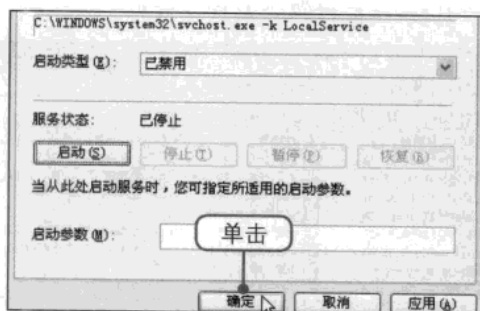 C:\WINDOWS\system32\svchost.exe -k LocalService
启动类型(E): 已禁用
服务状态: 已停止
启动(S) 停止(T) 暂停(P) 恢复(R)
当从此处启动服务时，您可指定所适用的启动参数。
启动参数(M):
单击
确定 取消 应用(A)